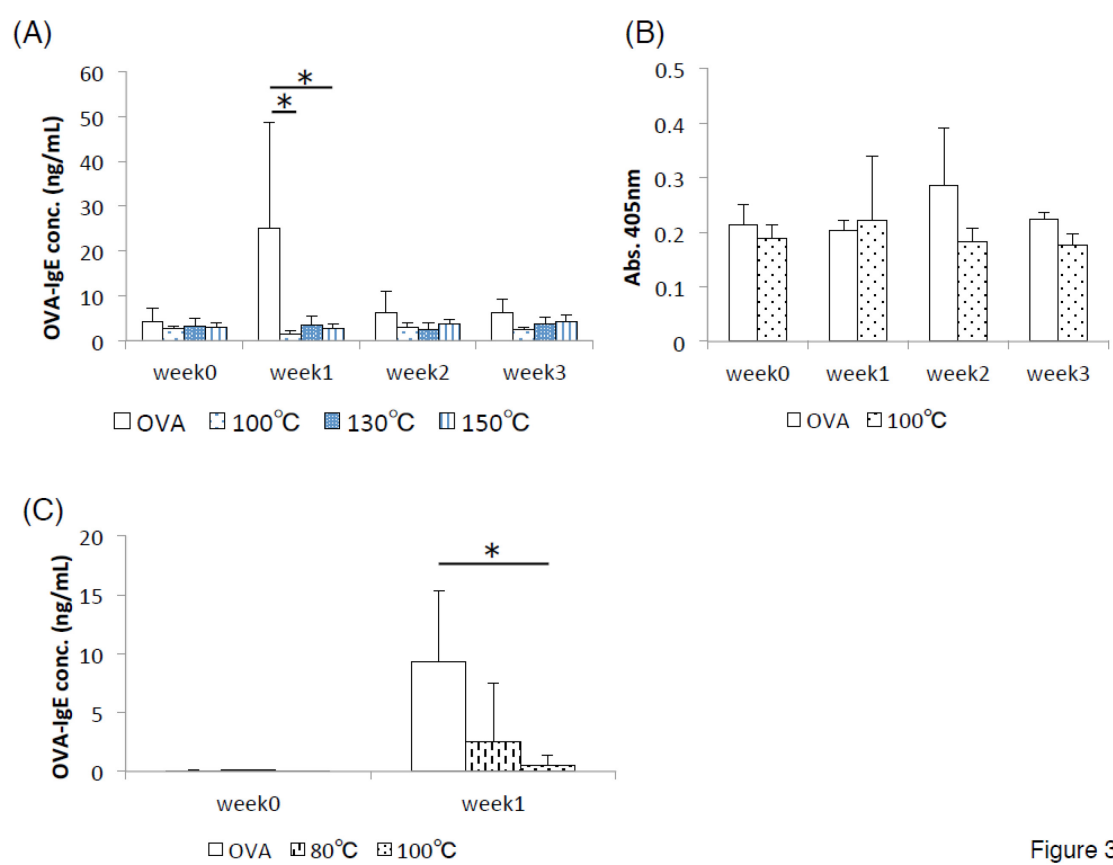 (A)
OVA-IgE conc. (ng/mL)
60
50
40
30
20
10
0
* *
week0 week1 week2 week3
OVA 100℃ 130℃ 150℃
(B)
Abs. 405nm
0.5
0.4
0.3
0.2
0.1
0
week0 week1 week2 week3
OVA 100℃
(C)
OVA-IgE conc. (ng/mL)
20
15
10
5
0
*
week0 week1
OVA 80℃ 100℃
Figure 3